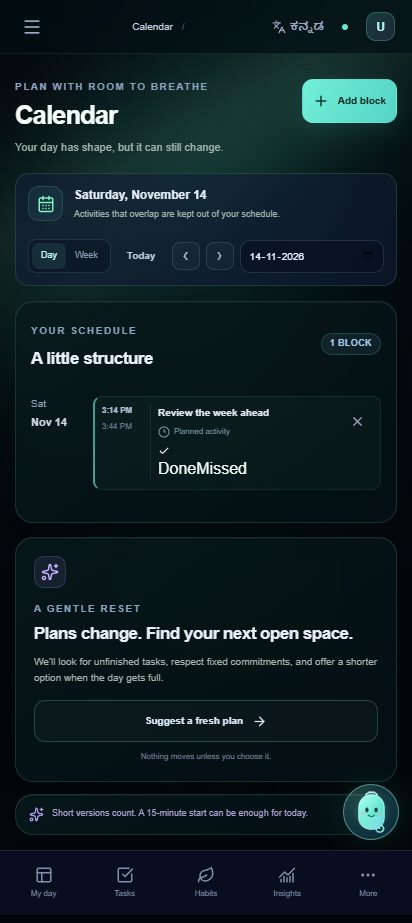 Calendar /
ಕನ್ನಡ
U
PLAN WITH ROOM TO BREATHE
Calendar
Add block
Your day has shape, but it can still change.
Saturday, November 14
Activities that overlap are kept out of your schedule.
Day Week Today 14-11-2026
YOUR SCHEDULE
A little structure
1 BLOCK
Sat
Nov 14
3:14 PM
3:44 PM
Review the week ahead
Planned activity
DoneMissed
A GENTLE RESET
Plans change. Find your next open space.
We'll look for unfinished tasks, respect fixed commitments, and offer a shorter
option when the day gets full.
Suggest a fresh plan
Nothing moves unless you choose it.
Short versions count. A 15-minute start can be enough for today.
My day Tasks Habits Insights More